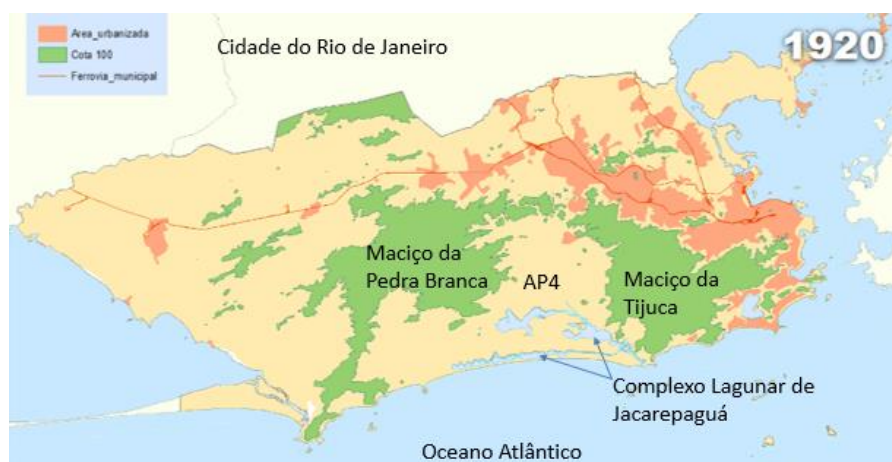 Area_urbanizada
Cota 100
Ferrovia_municipal
Cidade do Rio de Janeiro
1920
Maciço da
Pedra Branca
AP4
Maciço da
Tijuca
Complexo Lagunar de
Jacarepaguá
Oceano Atlântico